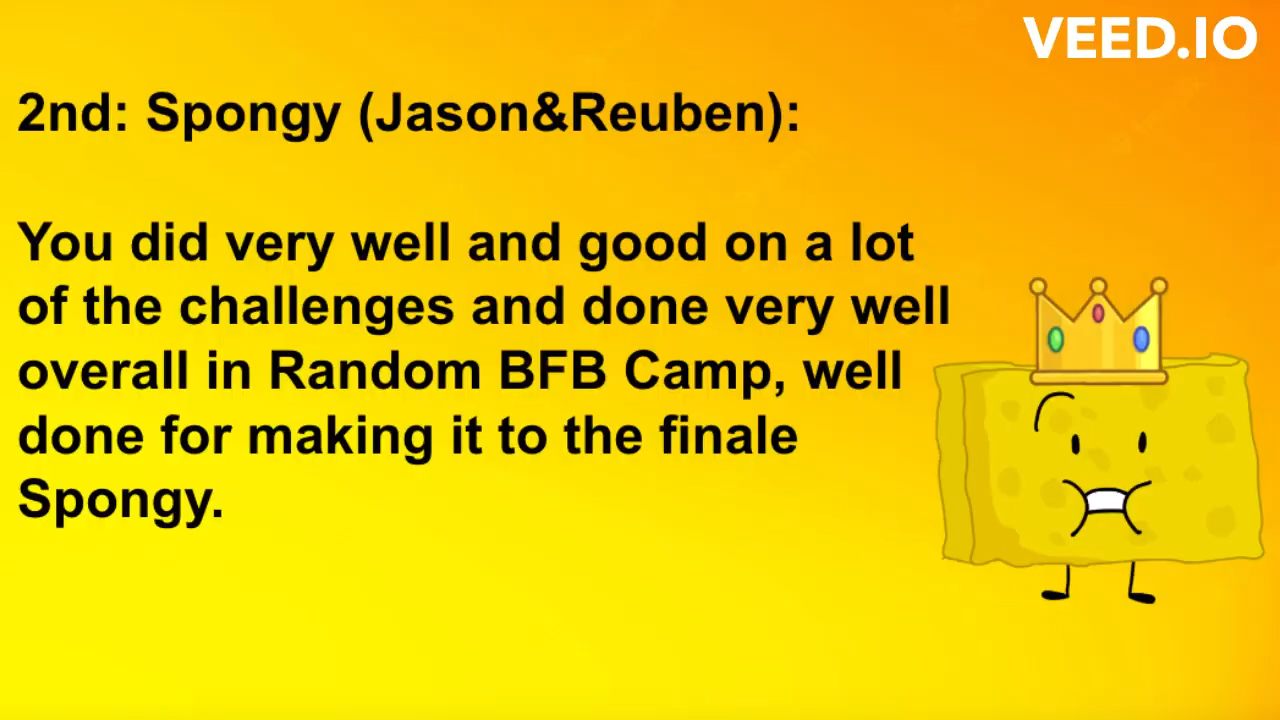 VEED.IO
2nd: Spongy (Jason&Reuben):
You did very well and good on a lot
of the challenges and done very well
overall in Random BFB Camp, well
done for making it to the finale
Spongy.